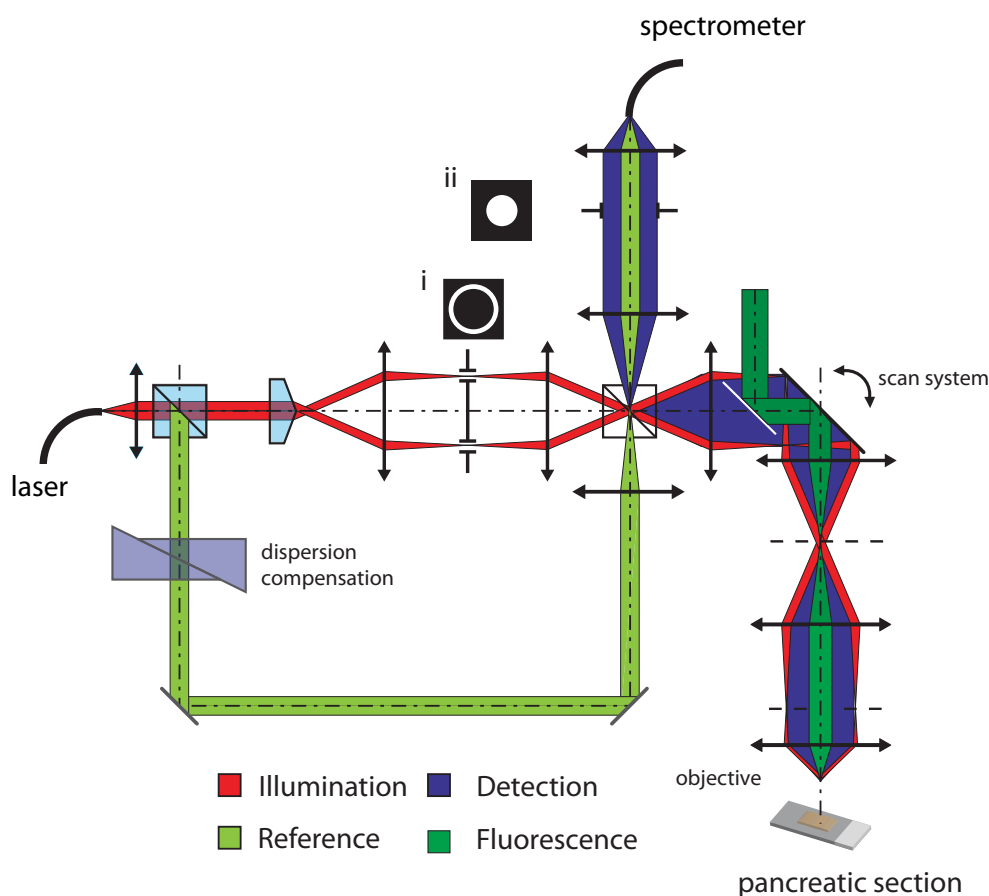 spectrometer
ii
i
scan system
laser
dispersion
compensation
Illumination
Detection
objective
Reference
Fluorescence
pancreatic section